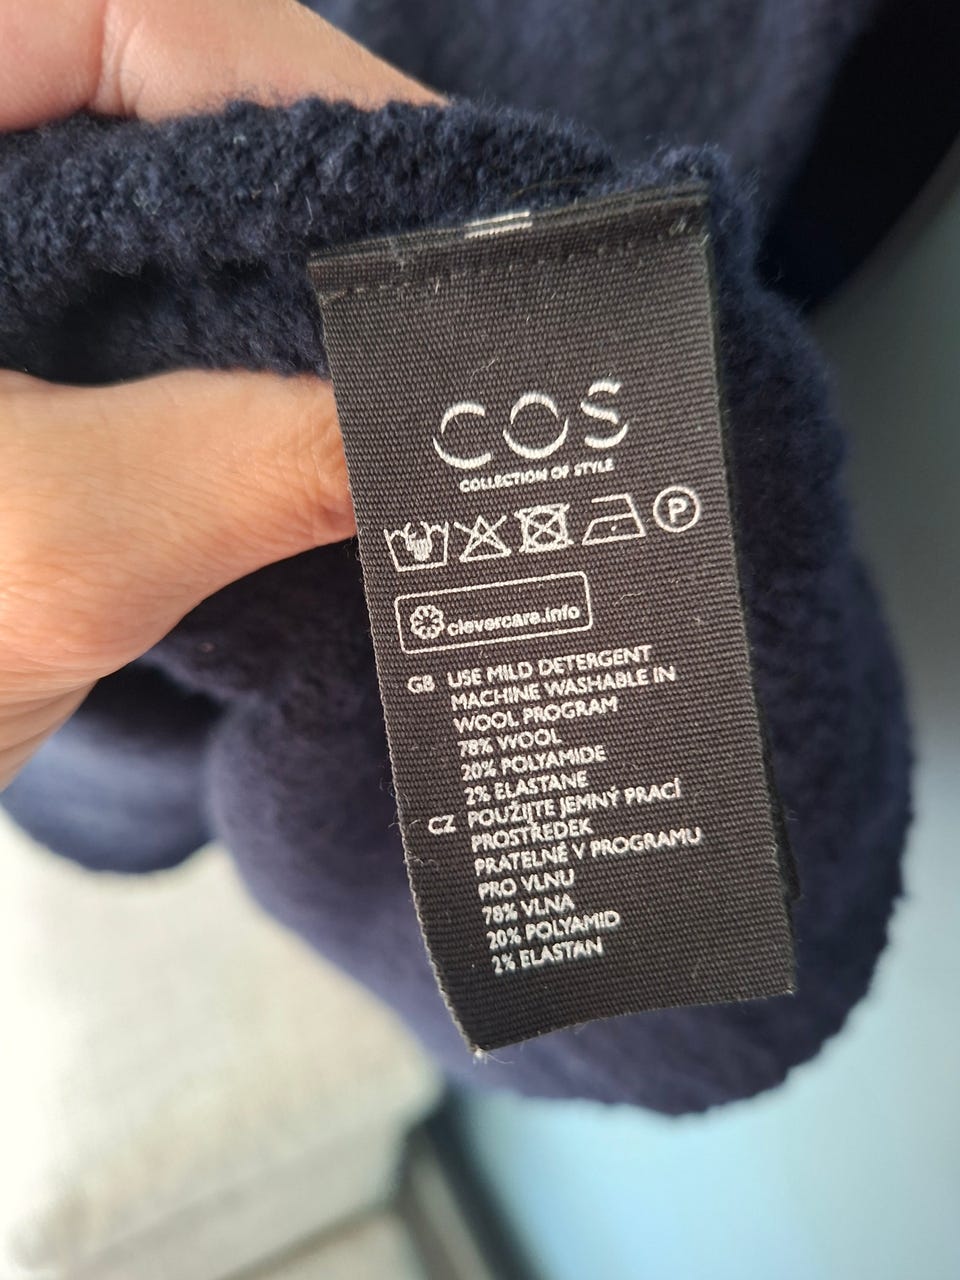 COS
COLLECTION OF STYLE
P
clevercare.info
GB USE MILD DETERGENT
MACHINE WASHABLE IN
WOOL PROGRAM
78% WOOL
20% POLYAMIDE
2% ELASTANE
CZ POUŽIJTE JEMNÝ PRACÍ
PROSTŘEDEK
PRATELNÉ V PROGRAMU
PRO VLNU
78% VLNA
20% POLYAMID
2% ELASTAN